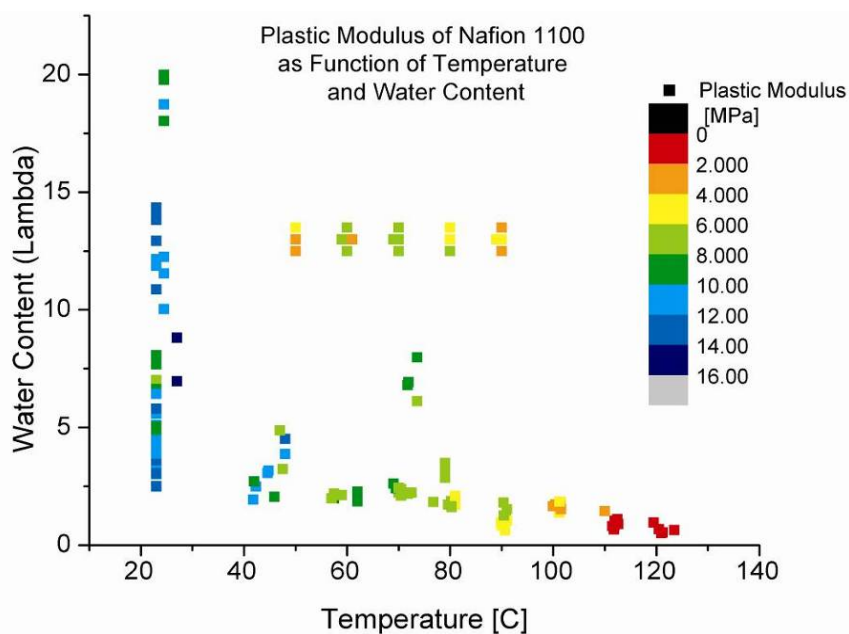 Plastic Modulus of Nafion 1100
as Function of Temperature
and Water Content
Plastic Modulus
[MPa]
0
2.000
4.000
6.000
8.000
10.00
12.00
14.00
16.00
Water Content (Lambda)
20
15
10
5
0
20 40 60 80 100 120 140
Temperature [C]